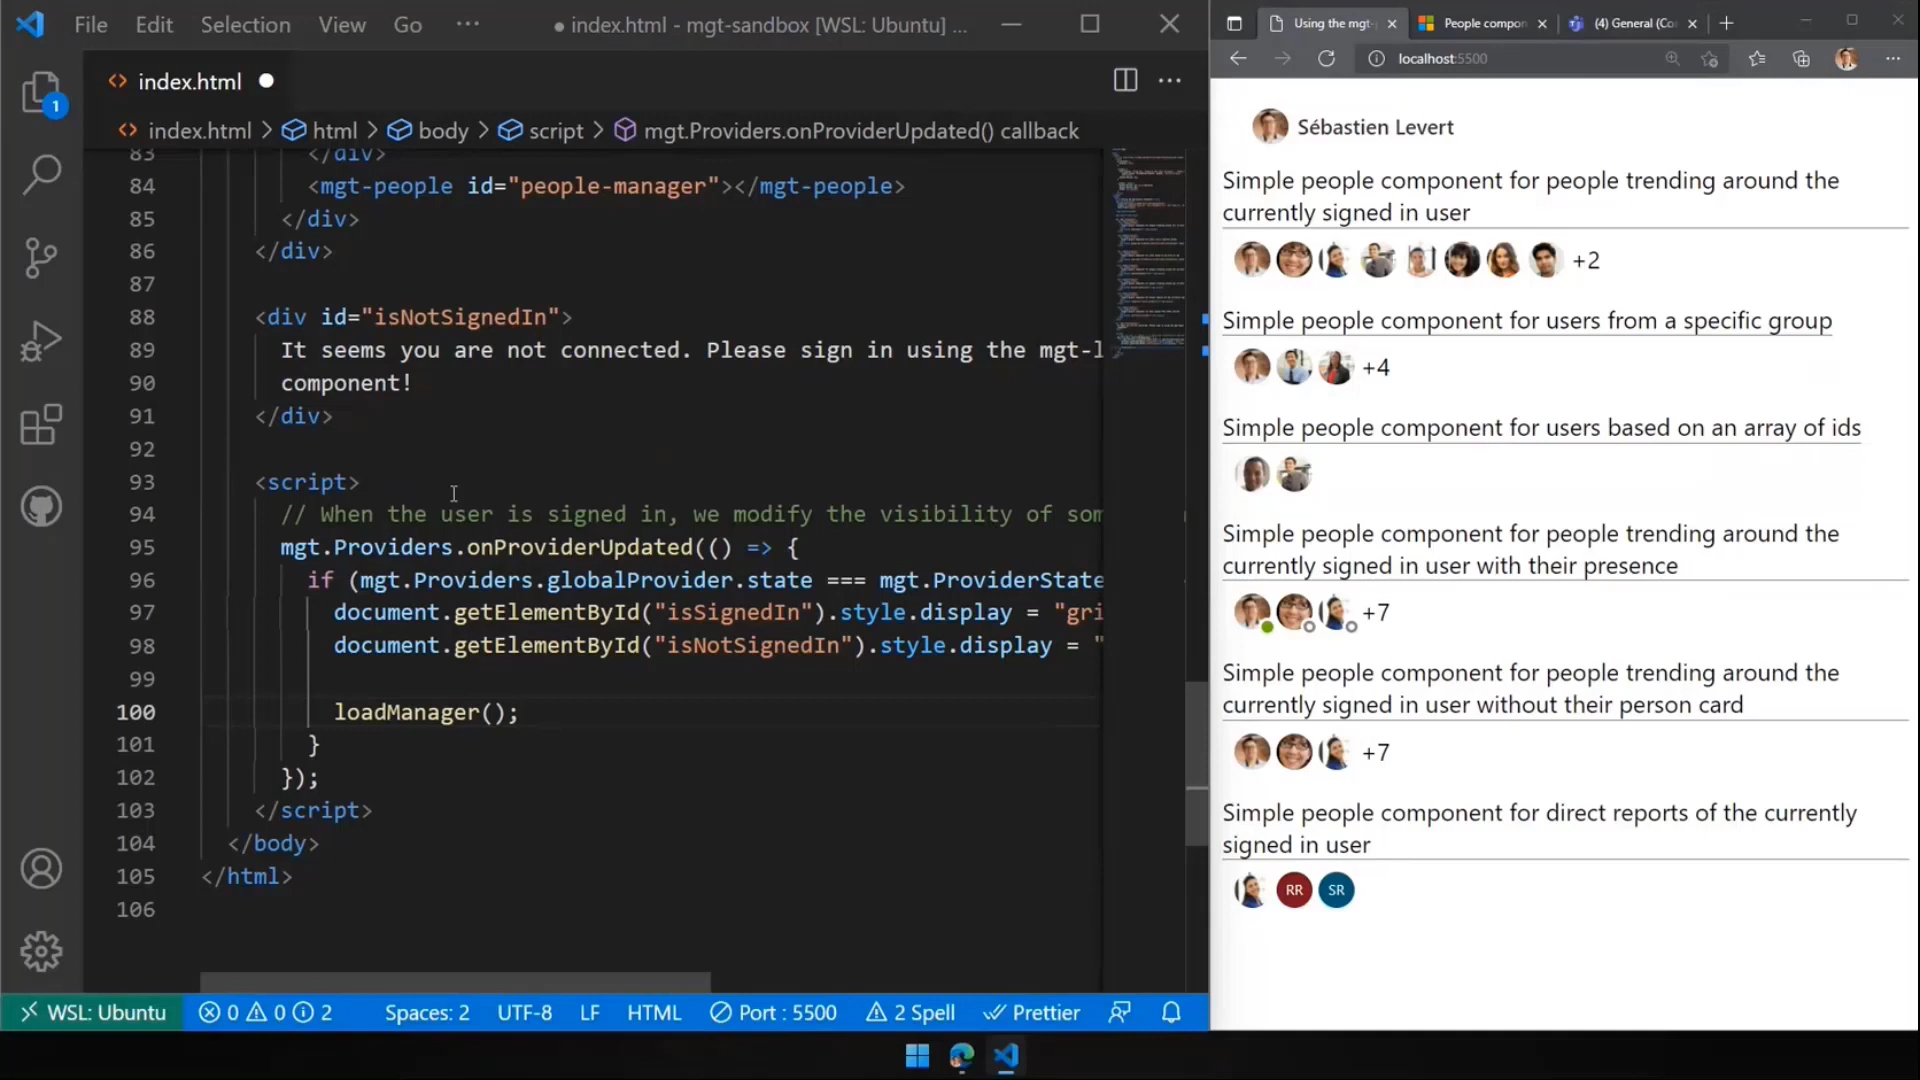 File Edit Selection View Go ··· ● index.html - mgt-sandbox [WSL: Ubuntu] ...
index.html
1
index.html > html > body > script > mgt.Providers.onProviderUpdated() callback
83 </div>
84 <mgt-people id="people-manager"></mgt-people>
85 </div>
86 </div>
87
88 <div id="isNotSignedIn">
89 It seems you are not connected. Please sign in using the mgt-l
90 component!
91 </div>
92
93 <script>
94 // When the user is signed in, we modify the visibility of som
95 mgt.Providers.onProviderUpdated(() => {
96 if (mgt.Providers.globalProvider.state === mgt.ProviderState
97 document.getElementById("isSignedIn").style.display = "gri
98 document.getElementById("isNotSignedIn").style.display = "
99
100 loadManager();
101 }
102 });
103 </script>
104 </body>
105 </html>
106
WSL: Ubuntu 0 0 2 Spaces: 2 UTF-8 LF HTML Port : 5500 2 Spell Prettier
Using the mgt- People compon (4) General (Co
localhost:5500
Sébastien Levert
Simple people component for people trending around the
currently signed in user
+2
Simple people component for users from a specific group
+4
Simple people component for users based on an array of ids
Simple people component for people trending around the
currently signed in user with their presence
+7
Simple people component for people trending around the
currently signed in user without their person card
+7
Simple people component for direct reports of the currently
signed in user
RR SR